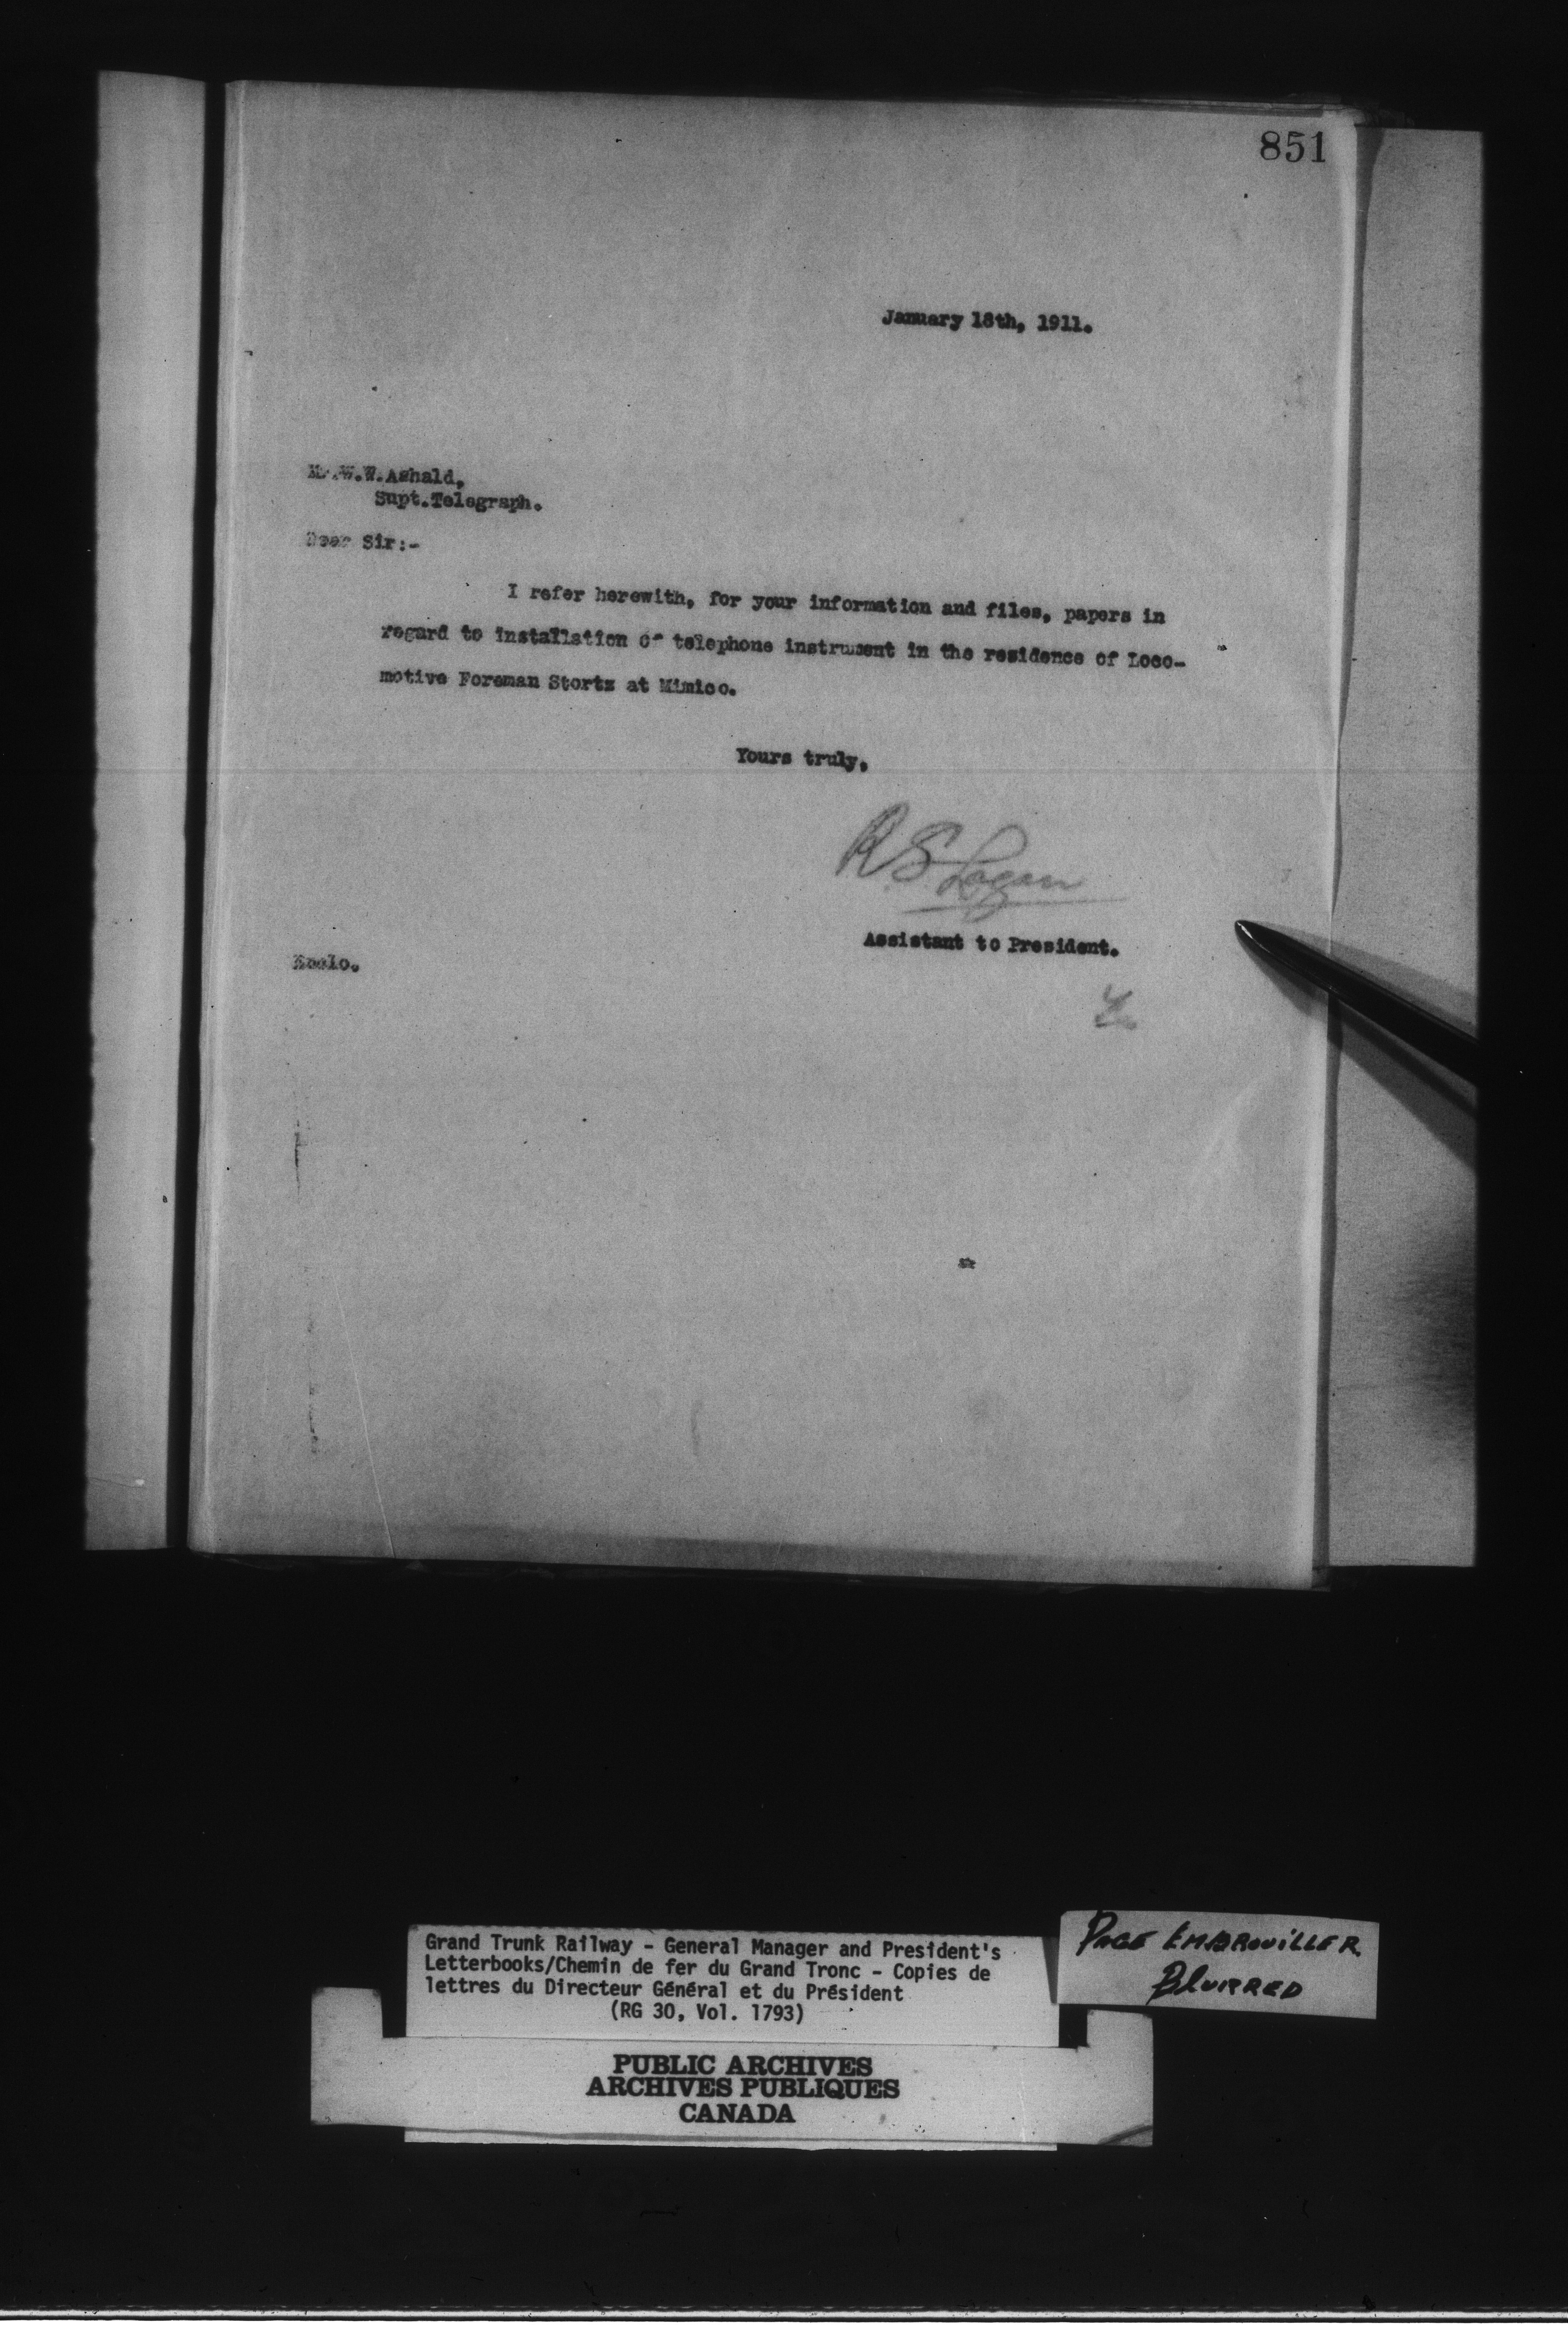 851
January 18th, 1911.
Mr.W.W.Ashald,
Supt.Telegraph.
Dear Sir:-
I refer herewith, for your information and files, papers in
regard to installation of telephone instrument in the residence of Loco-
motive Foreman Stortz at Mimico.
Yours truly,
R S Logan
Assistant to President.
Grand Trunk Railway - General Manager and President's
Letterbooks/Chemin de fer du Grand Tronc - Copies de
lettres du Directeur Général et du Président
(RG 30, Vol. 1793)
PAGE EMBROUILLER
BLURRED
PUBLIC ARCHIVES
ARCHIVES PUBLIQUES
CANADA